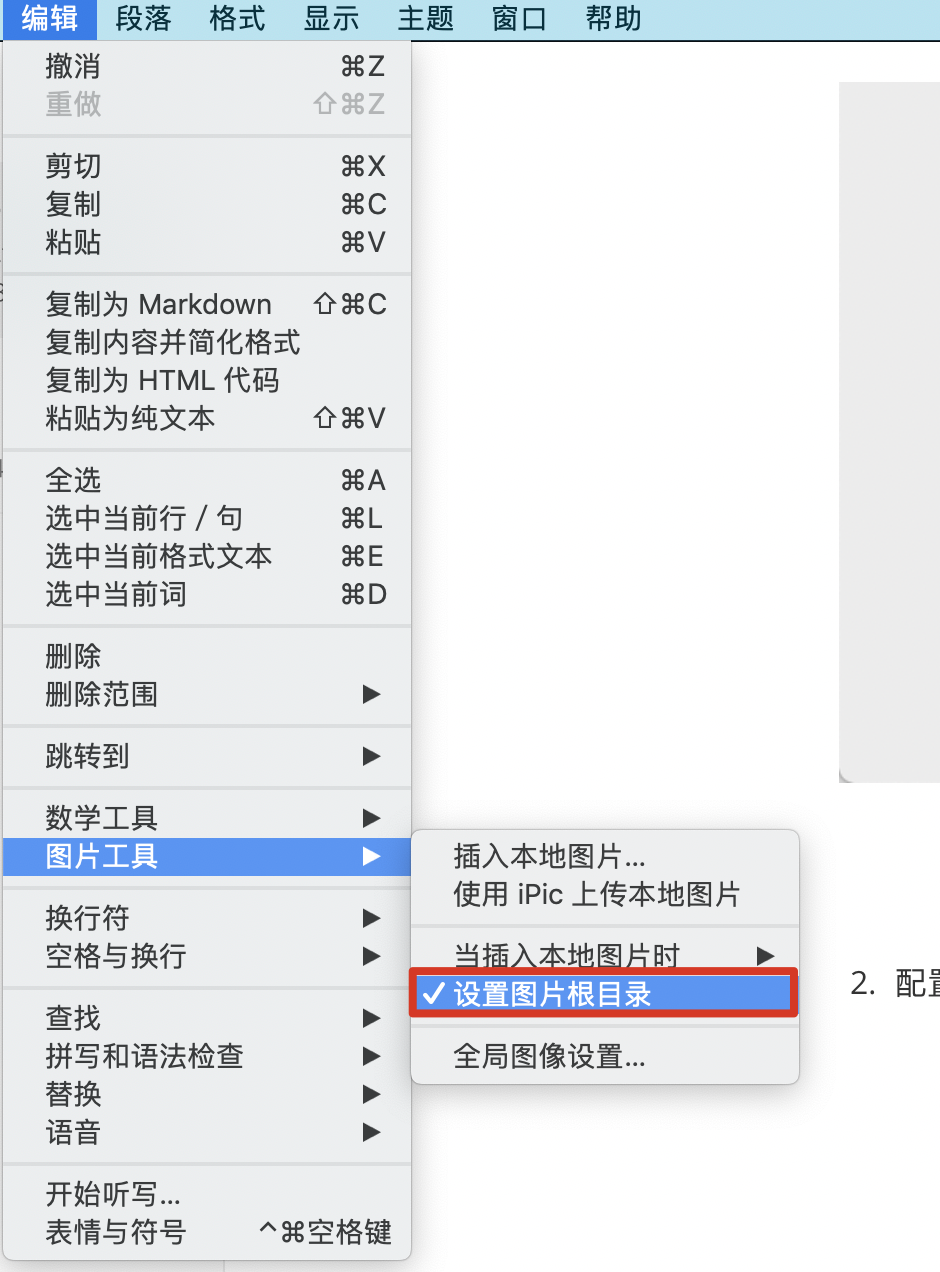 编辑 段落 格式 显示 主题 窗口 帮助
撤消 ⌘Z
重做 ⇧⌘Z
剪切 ⌘X
复制 ⌘C
粘贴 ⌘V
复制为 Markdown ⇧⌘C
复制内容并简化格式
复制为 HTML 代码
粘贴为纯文本 ⇧⌘V
全选 ⌘A
选中当前行 / 句 ⌘L
选中当前格式文本 ⌘E
选中当前词 ⌘D
删除
删除范围 ▶
跳转到 ▶
数学工具 ▶
图片工具 ▶
插入本地图片...
使用 iPic 上传本地图片
当插入本地图片时 ▶
✓ 设置图片根目录
全局图像设置...
换行符 ▶
空格与换行 ▶
查找 ▶
拼写和语法检查 ▶
替换 ▶
语音 ▶
开始听写...
表情与符号 ^⌘空格键
2. 配置